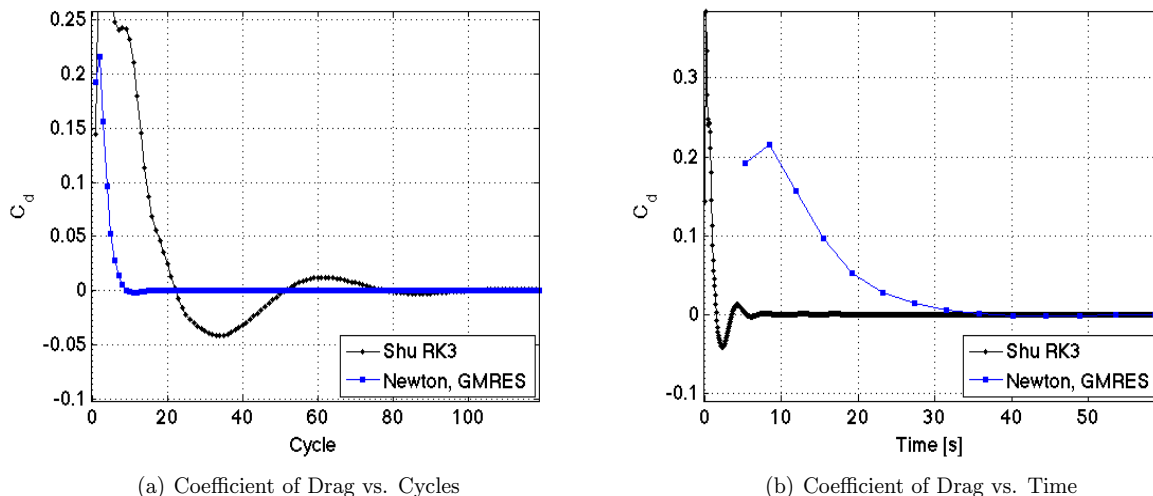 0.25
0.2
0.15
0.1
0.05
0
-0.05
-0.1
C d
0 20 40 60 80 100
Cycle
Shu RK3
Newton, GMRES
(a) Coefficient of Drag vs. Cycles
0.3
0.2
0.1
0
-0.1
C d
0 10 20 30 40 50
Time [s]
Shu RK3
Newton, GMRES
(b) Coefficient of Drag vs. Time